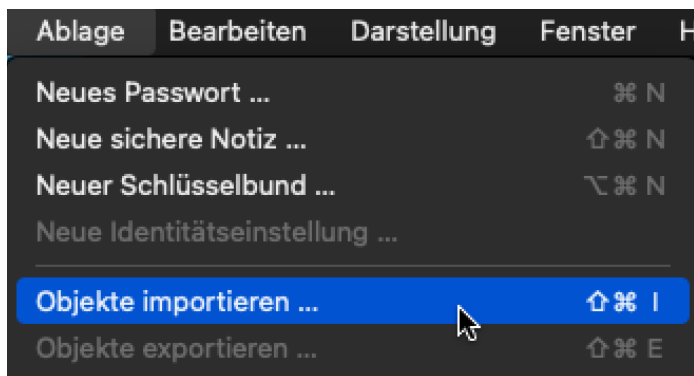 Ablage Bearbeiten Darstellung Fenster
Neues Passwort ... ⌘ N
Neue sichere Notiz ... ⇧⌘ N
Neuer Schlüsselbund ... ⌥⌘ N
Neue Identitätseinstellung ...
Objekte importieren ... ⇧⌘ I
Objekte exportieren ... ⇧⌘ E